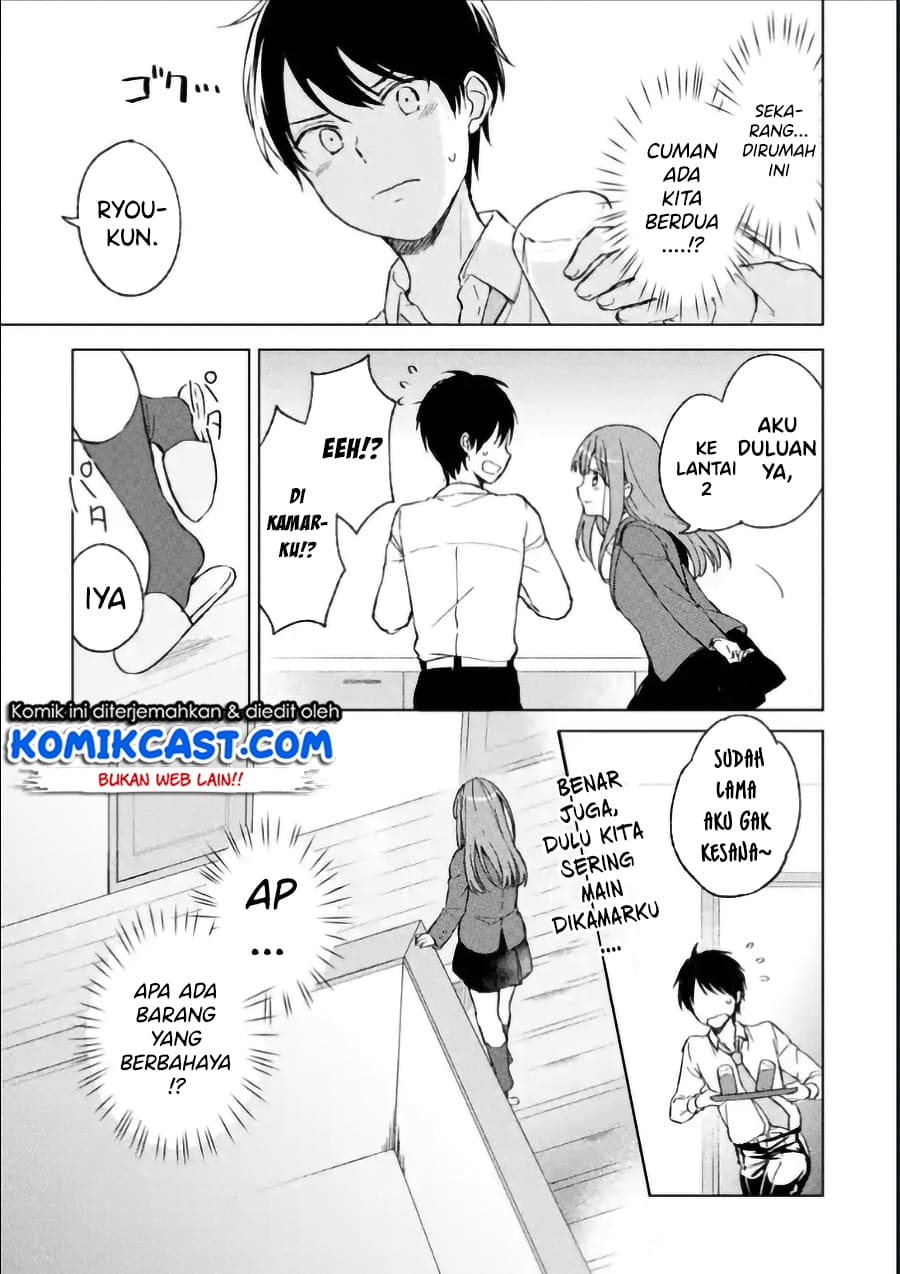 SEKA-
RANG...
DIRUMAH
INI
CUMAN
ADA
KITA
BERDUA
....!?
ゴク…
RYOU-
KUN.
AKU
DULUAN
YA,
KE
LANTAI
2
EEH!?
DI
KAMAR-
KU!?
パタ
パタ
IYA
SUDAH
LAMA
AKU GAK
KESANA~
BENAR
JUGA,
DULU KITA
SERING
MAIN
DIKAMARKU
....
AP
...
APA ADA
BARANG
YANG
BERBAHAYA
!?
Komik ini diterjemahkan & diedit oleh
KOMIKCAST.COM
BUKAN WEB LAIN!!